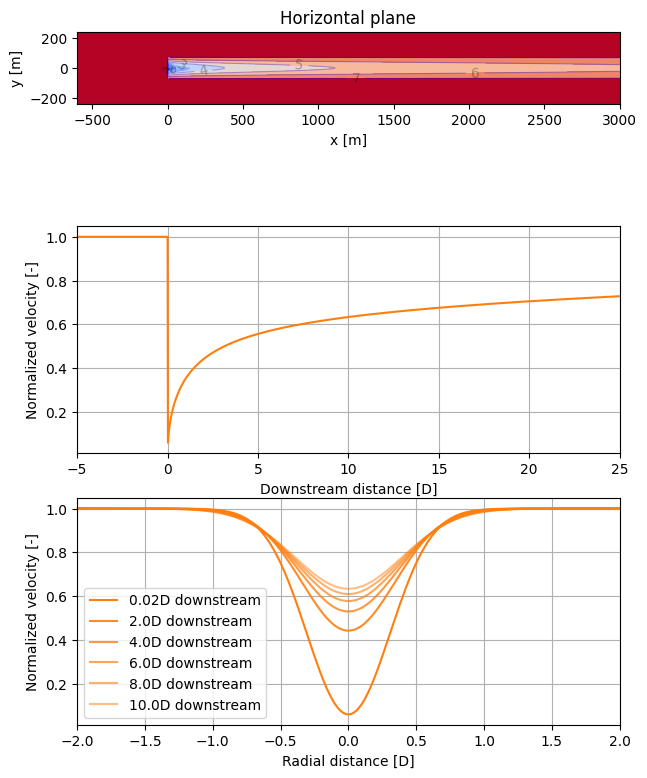 Horizontal plane
y [m]
200
0
−200
3
4
5
6
7
−500 0 500 1000 1500 2000 2500 3000
x [m]
Normalized velocity [-]
1.0
0.8
0.6
0.4
0.2
−5 0 5 10 15 20 25
Downstream distance [D]
Normalized velocity [-]
1.0
0.8
0.6
0.4
0.2
0.02D downstream
2.0D downstream
4.0D downstream
6.0D downstream
8.0D downstream
10.0D downstream
−2.0 −1.5 −1.0 −0.5 0.0 0.5 1.0 1.5 2.0
Radial distance [D]